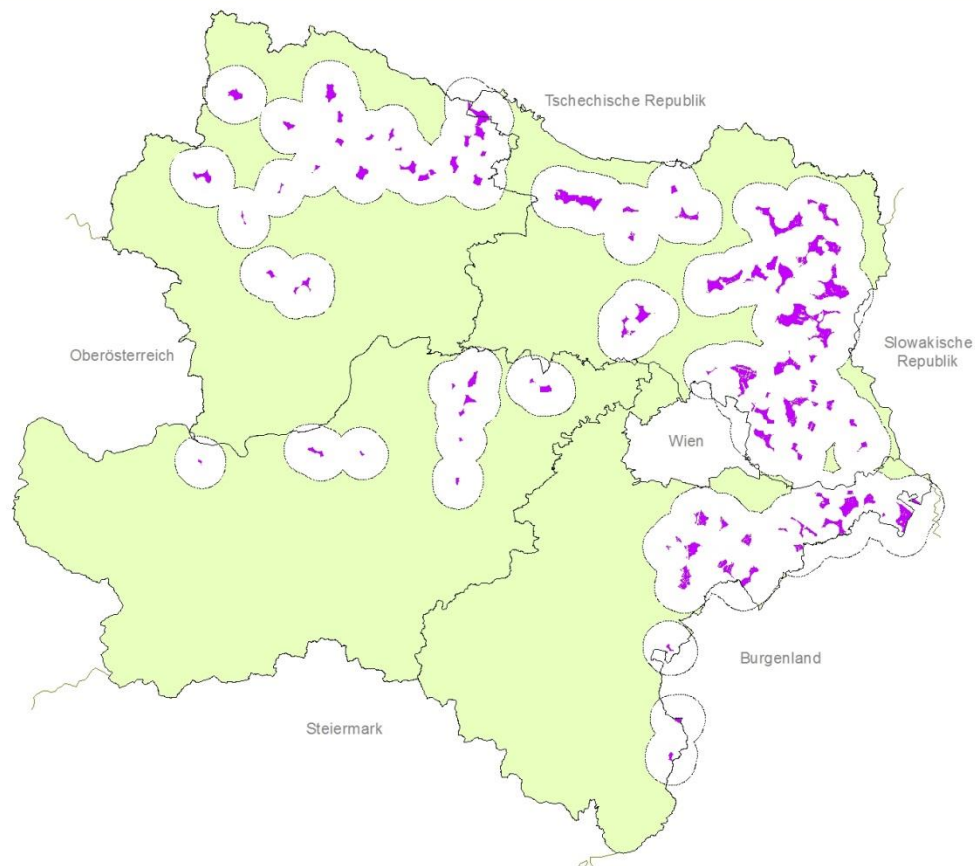 Tschechische Republik
Oberösterreich
Slowakische
Republik
Wien
Burgenland
Steiermark